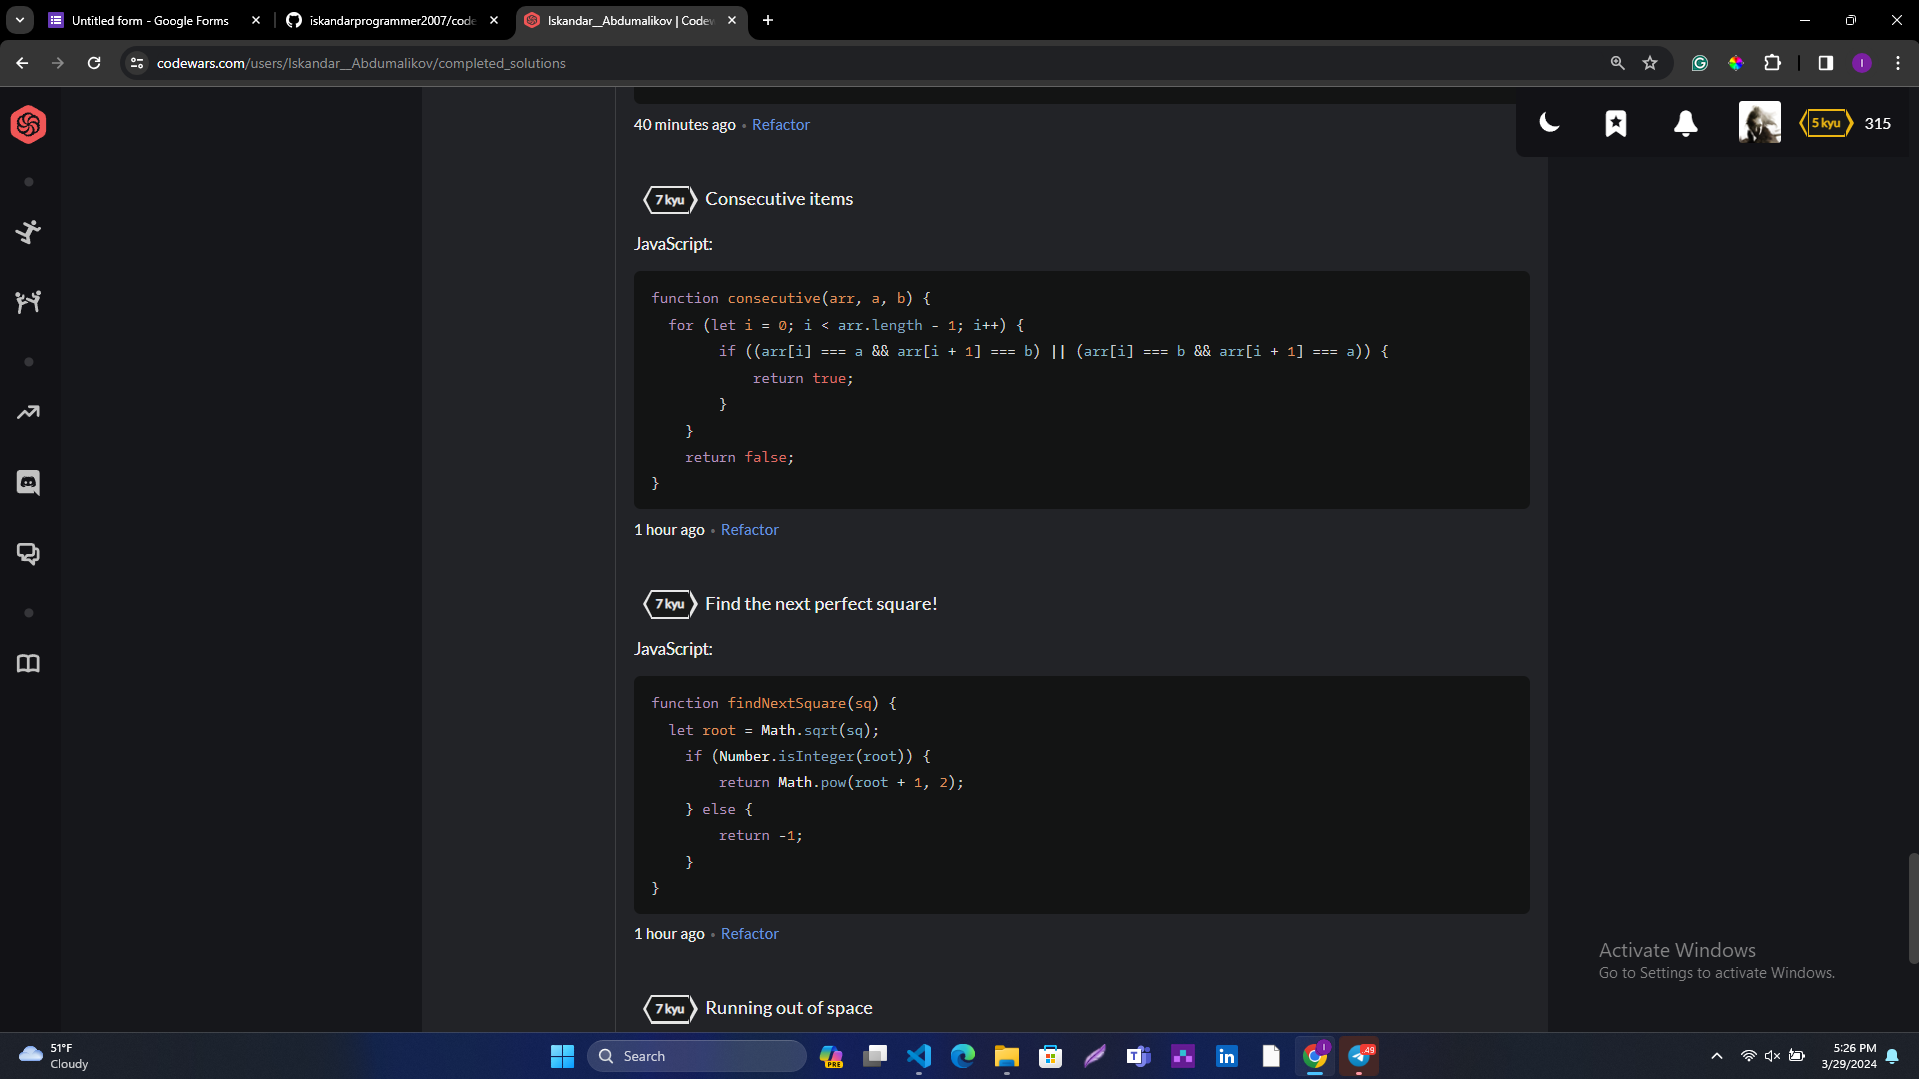 Untitled form - Google Forms
iskandarprogrammer2007/code
Iskandar__Abdumalikov | Codew
codewars.com/users/Iskandar__Abdumalikov/completed_solutions
I
5 kyu 315
40 minutes ago • Refactor
7 kyu Consecutive items
JavaScript:
function consecutive(arr, a, b) {
for (let i = 0; i < arr.length - 1; i++) {
if ((arr[i] === a && arr[i + 1] === b) || (arr[i] === b && arr[i + 1] === a)) {
return true;
}
}
return false;
}
1 hour ago • Refactor
7 kyu Find the next perfect square!
JavaScript:
function findNextSquare(sq) {
let root = Math.sqrt(sq);
if (Number.isInteger(root)) {
return Math.pow(root + 1, 2);
} else {
return -1;
}
}
1 hour ago • Refactor
Activate Windows
Go to Settings to activate Windows.
7 kyu Running out of space
51°F
Cloudy
Search
PRE
in
I
49
5:26 PM
3/29/2024